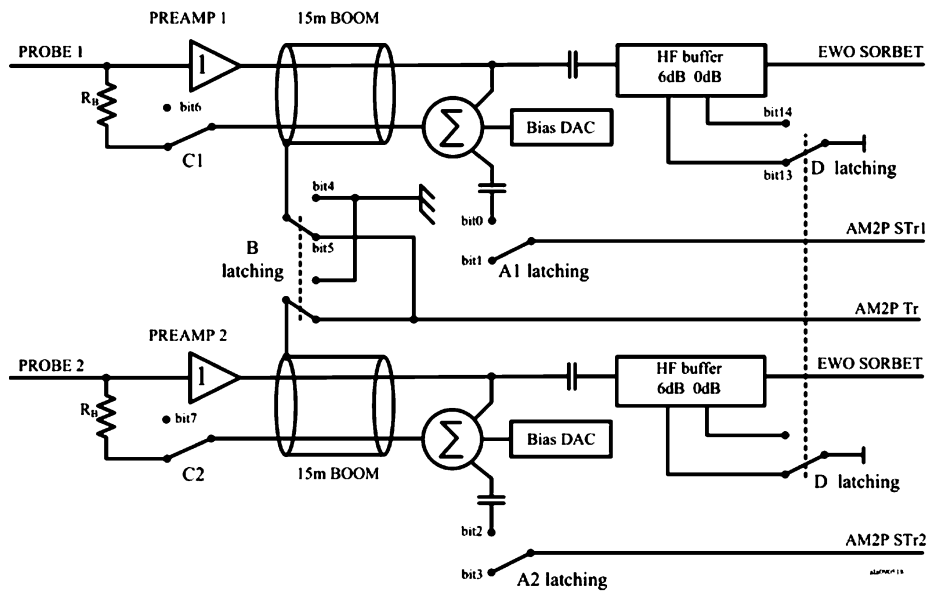 PREAMP 1
15m BOOM
PROBE 1
1
HF buffer
6dB 0dB
EWO SORBET
R_B
bit6
C1
Σ
Bias DAC
bit14
bit13
D latching
bit4
bit0
B
latching
bit5
AM2P STr1
bit1
A1 latching
AM2P Tr
PREAMP 2
PROBE 2
1
HF buffer
6dB 0dB
EWO SORBET
R_B
bit7
C2
Σ
Bias DAC
15m BOOM
D latching
bit2
AM2P STr2
bit3
A2 latching